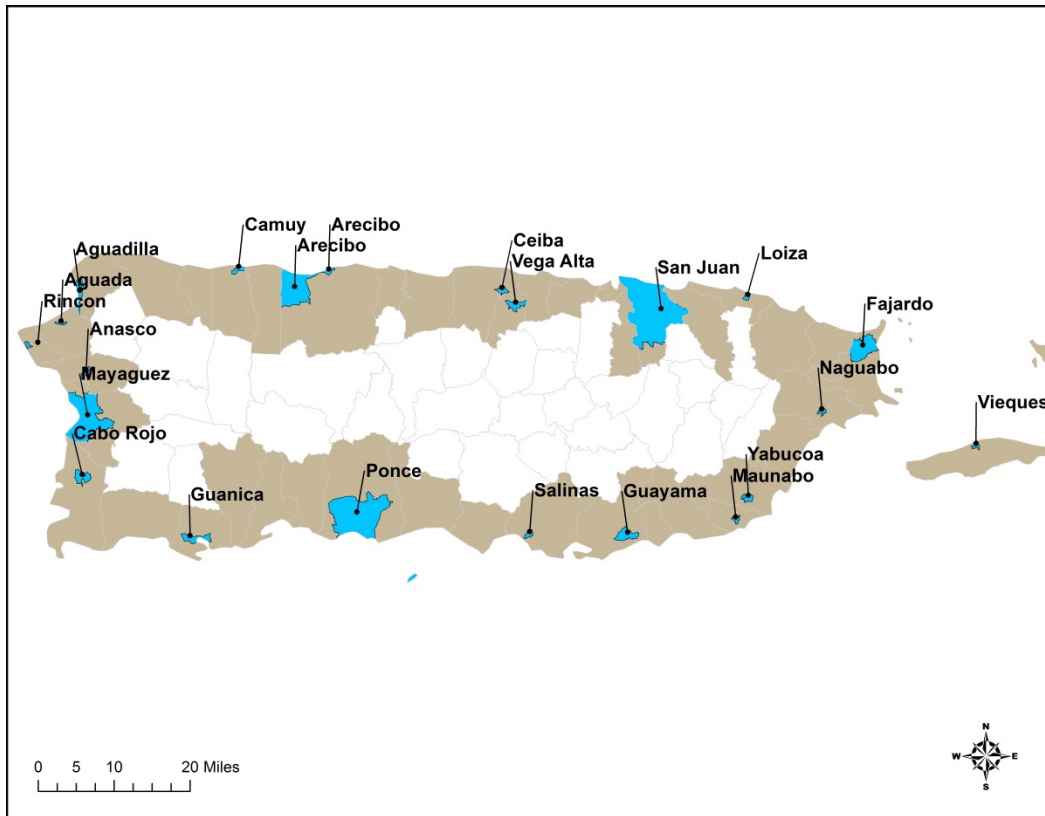 Camuy
Arecibo
Arecibo
Ceiba
Aguadilla
Vega Alta
Loiza
San Juan
Aguada
Rincon
Fajardo
Anasco
Naguabo
Mayaguez
Vieques
Cabo Rojo
Yabucoa
Ponce
Maunabo
Guanica
Salinas
Guayama
N
W
E
S
0 5 10 20 Miles